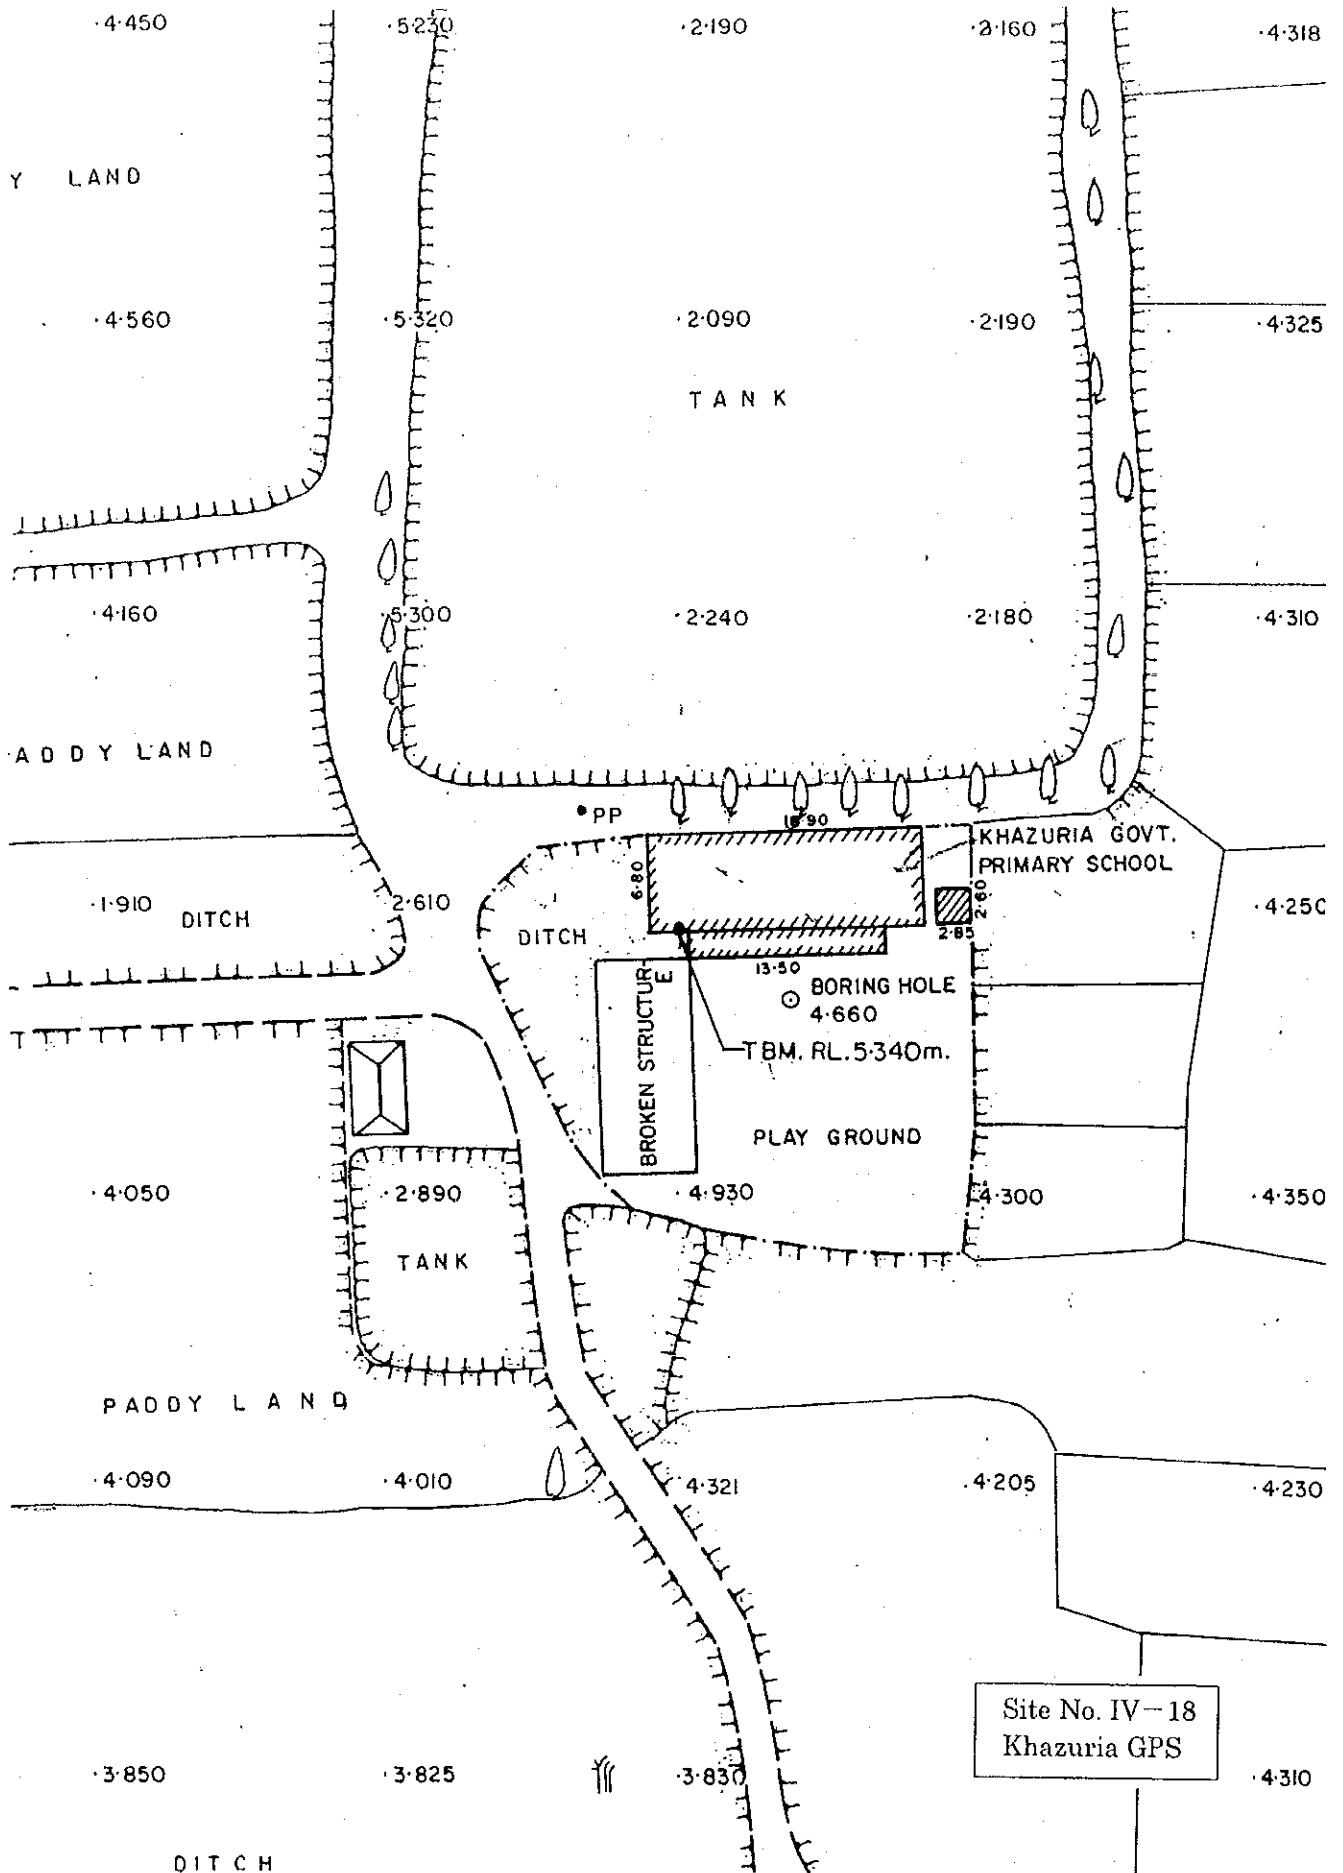 ·4·450 ·5·230 ·2·190 ·2·160 ·4·318
Y LAND
·4·560 ·5·320 ·2·090 ·2·190 ·4·325
TANK
·4·160 ·5·300 ·2·240 ·2·180 ·4·310
ADDY LAND
PP
18·90
KHAZURIA GOVT.
PRIMARY SCHOOL
6·80
2·60
·1·910 2·610 ·4·250
DITCH
DITCH
2·85
13·50
BROKEN STRUCTUR-
E
BORING HOLE
4·660
TBM. RL.5·340m.
PLAY GROUND
·4·050 ·2·890 ·4·930 4·300 ·4·350
TANK
PADDY LAND
·4·090 ·4·010 ·4·321 ·4·205 ·4·230
Site No. IV-18
Khazuria GPS
·3·850 ·3·825 ·3·830 ·4·310
DITCH